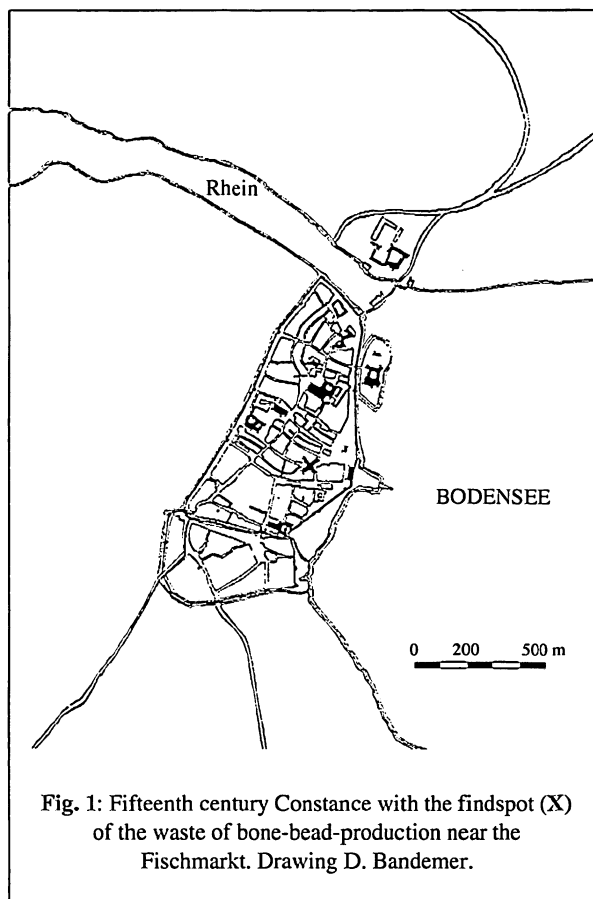 Rhein
BODENSEE
0 200 500 m
X
Fig. 1: Fifteenth century Constance with the findspot (X)
of the waste of bone-bead-production near the
Fischmarkt. Drawing D. Bandemer.